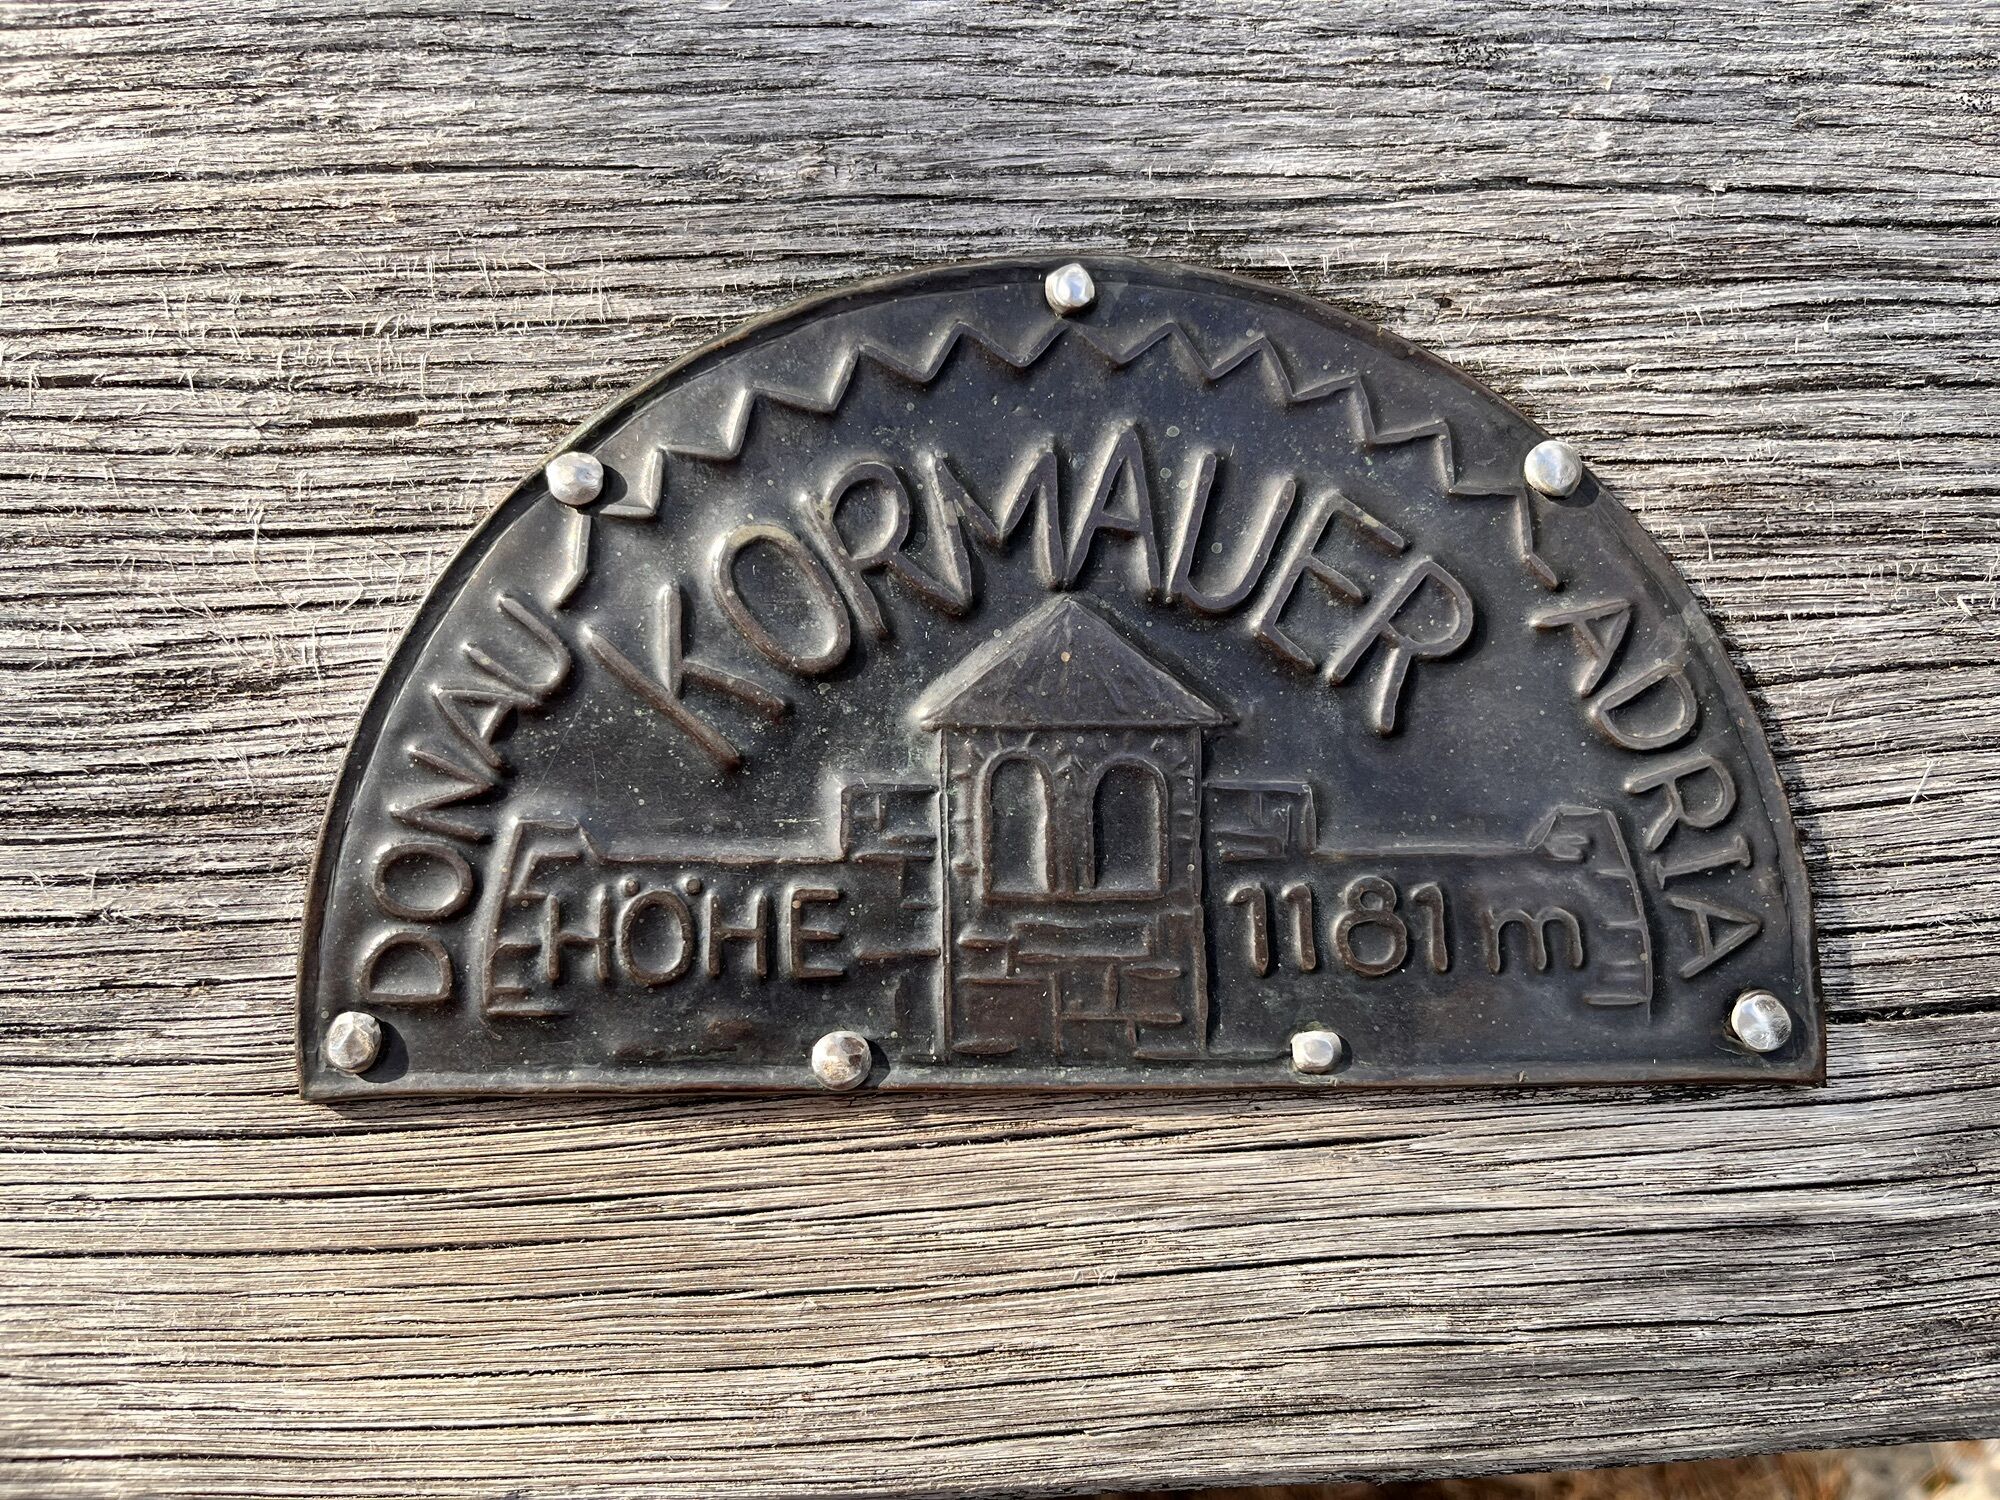 DONAU
ADRIA
KORMAUER
HÖHE 1181 m